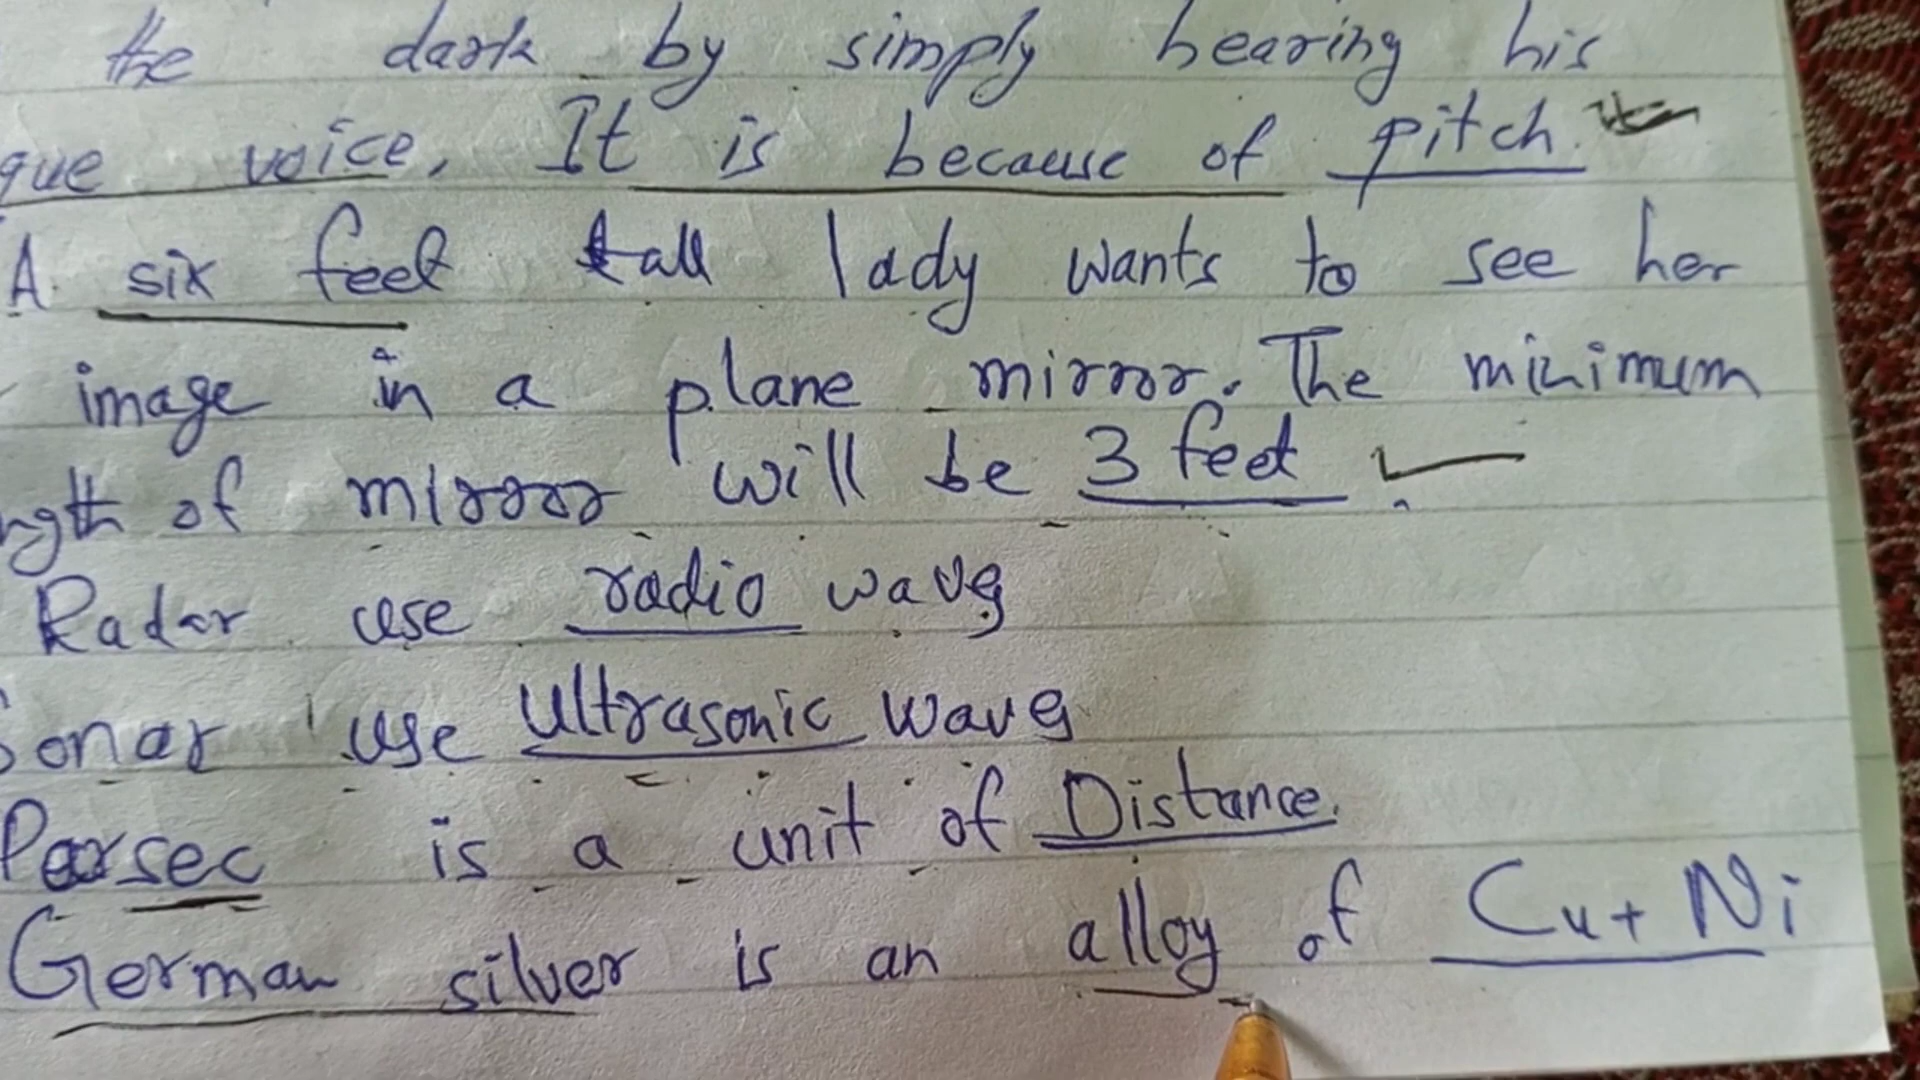 the dark by simply hearing his
que voice. It is because of pitch.
A six feet tall lady wants to see her
image in a plane mirror. The minimum
ngth of mirror will be 3 feet.
Radar use radio wave
Sonar use Ultrasonic wave
Parsec is a unit of Distance.
German silver is an alloy of Cu + Ni